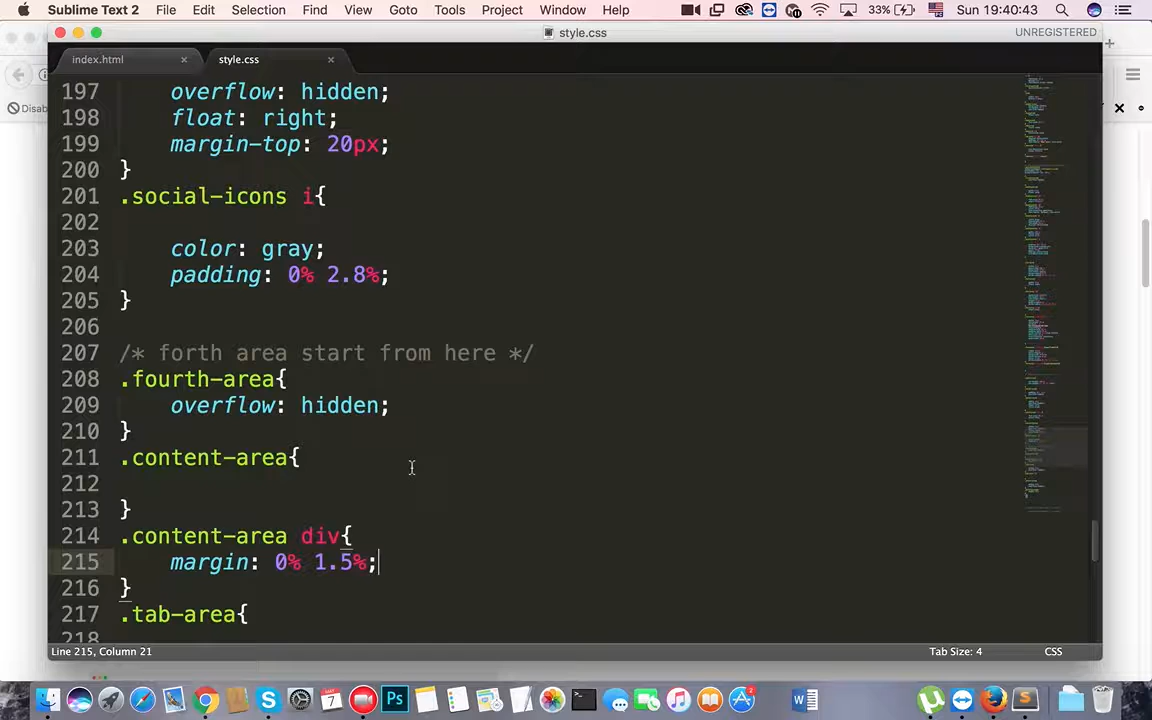 Sublime Text 2 File Edit Selection Find View Goto Tools Project Window Help 33% Sun 19:40:43
style.css UNREGISTERED
index.html × style.css ×
Disab
197 overflow: hidden;
198 float: right;
199 margin-top: 20px;
200 }
201 .social-icons i{
202
203 color: gray;
204 padding: 0% 2.8%;
205 }
206
207 /* forth area start from here */
208 .fourth-area{
209 overflow: hidden;
210 }
211 .content-area{
212
213 }
214 .content-area div{
215 margin: 0% 1.5%;
216 }
217 .tab-area{
218
Line 215, Column 21 Tab Size: 4 CSS
Ps